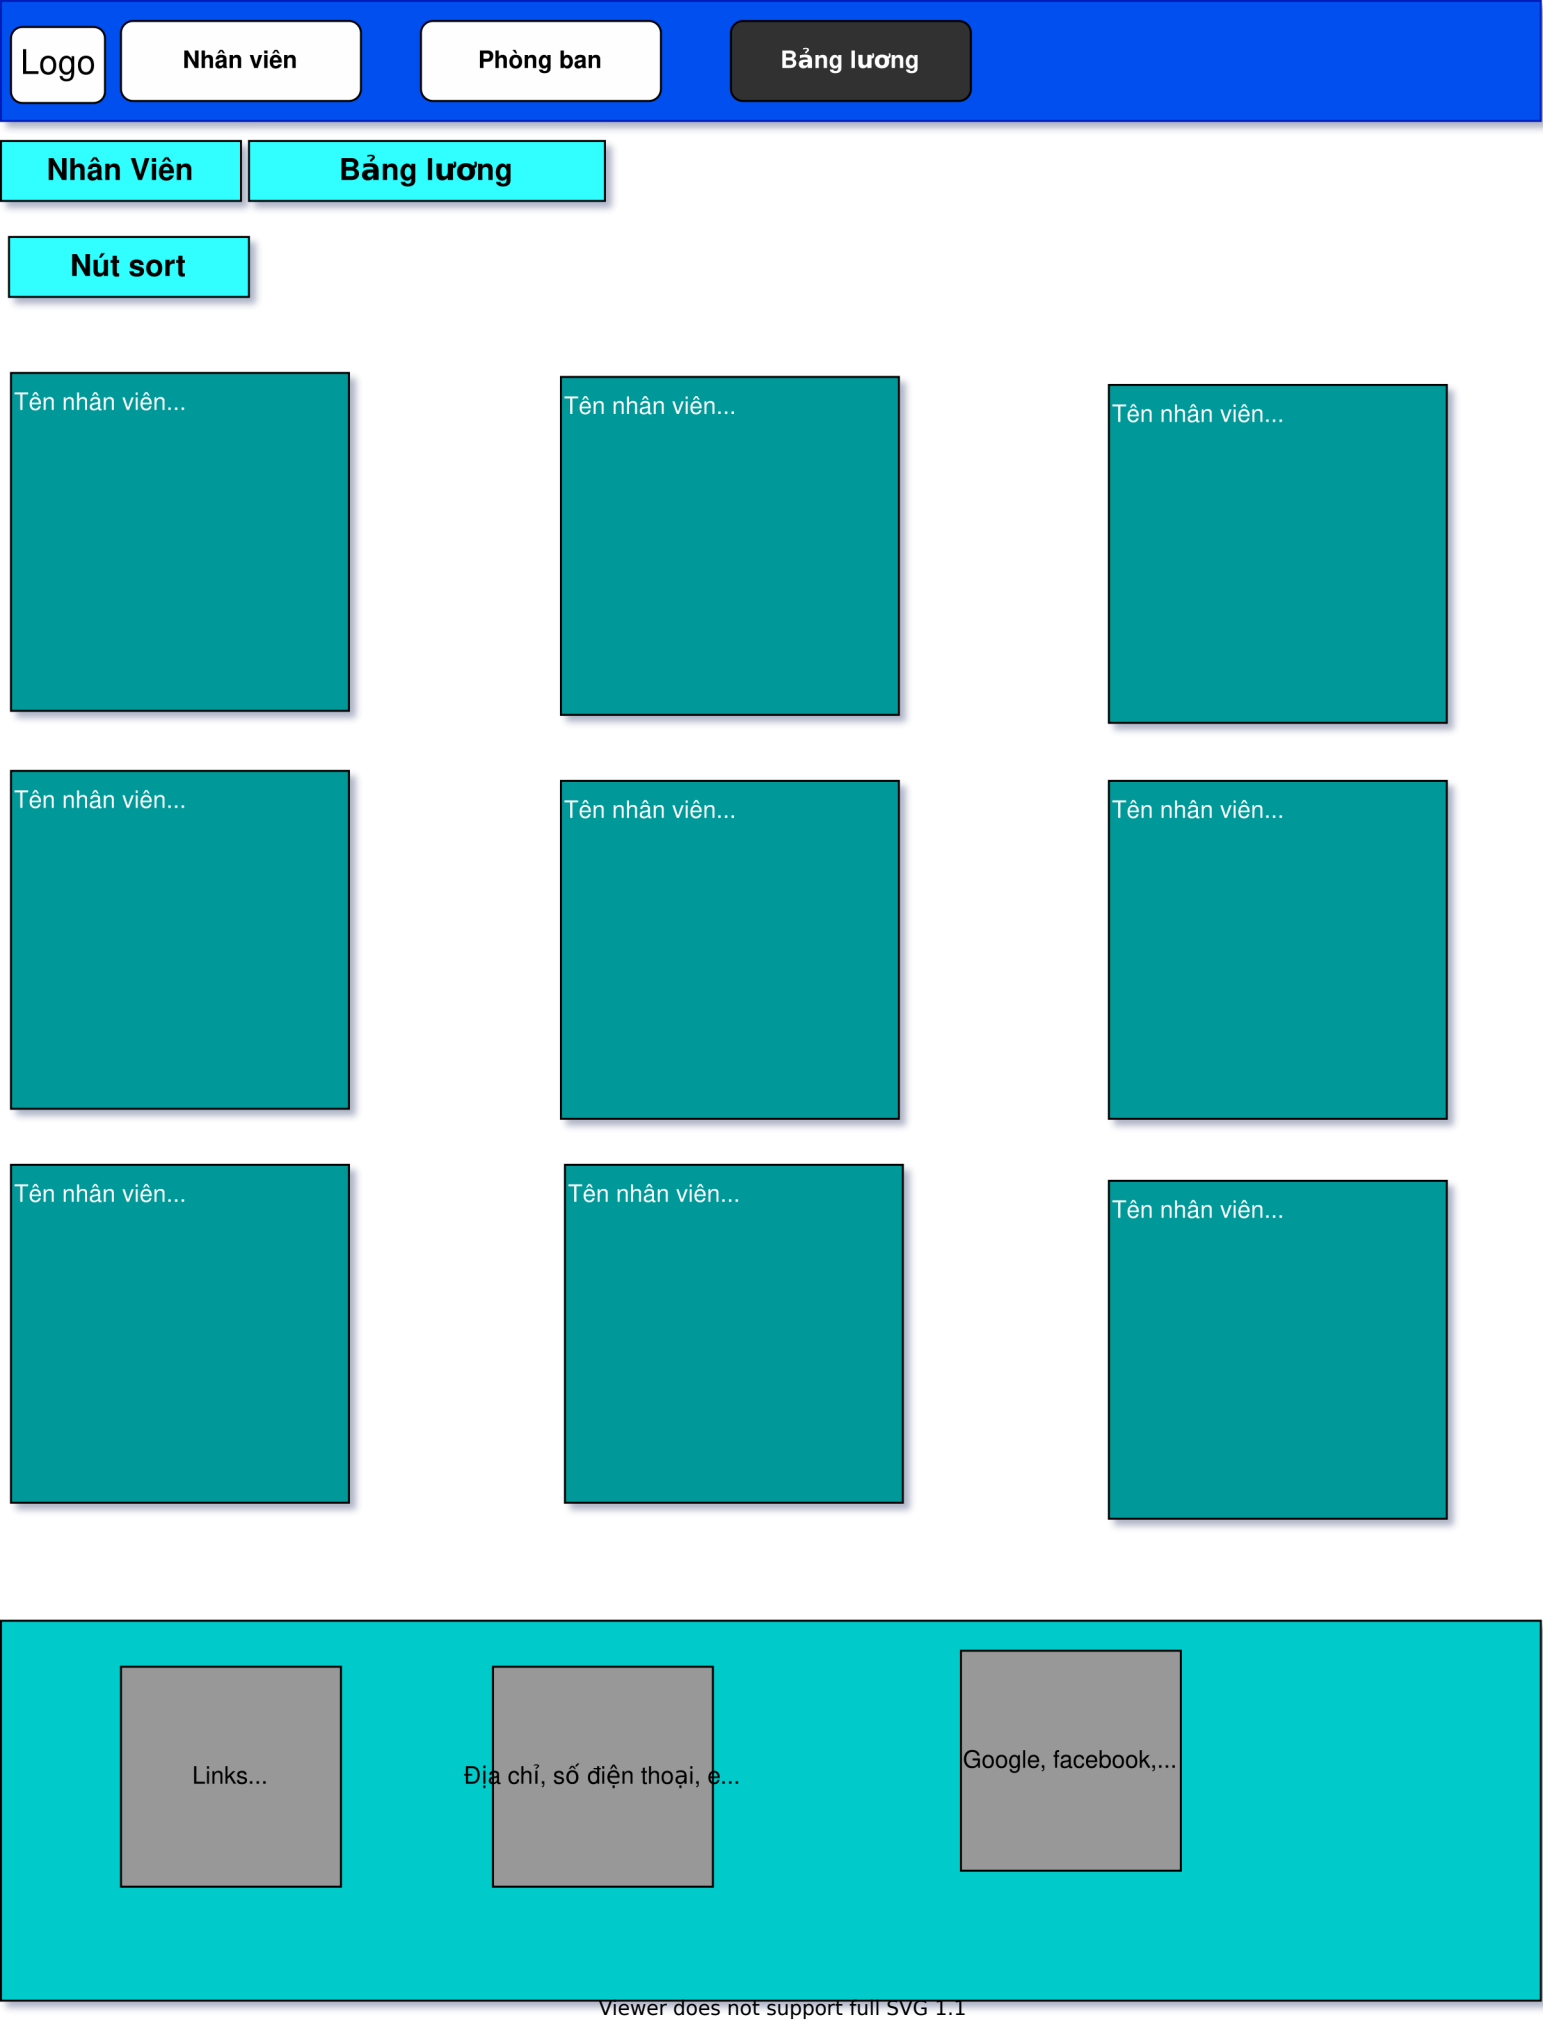 Logo
Nhân viên
Phòng ban
Bảng lương
Nhân Viên
Bảng lương
Nút sort
Tên nhân viên...
Tên nhân viên...
Tên nhân viên...
Tên nhân viên...
Tên nhân viên...
Tên nhân viên...
Tên nhân viên...
Tên nhân viên...
Tên nhân viên...
Links...
Địa chỉ, số điện thoại, e...
Google, facebook,...
Viewer does not support full SVG 1.1